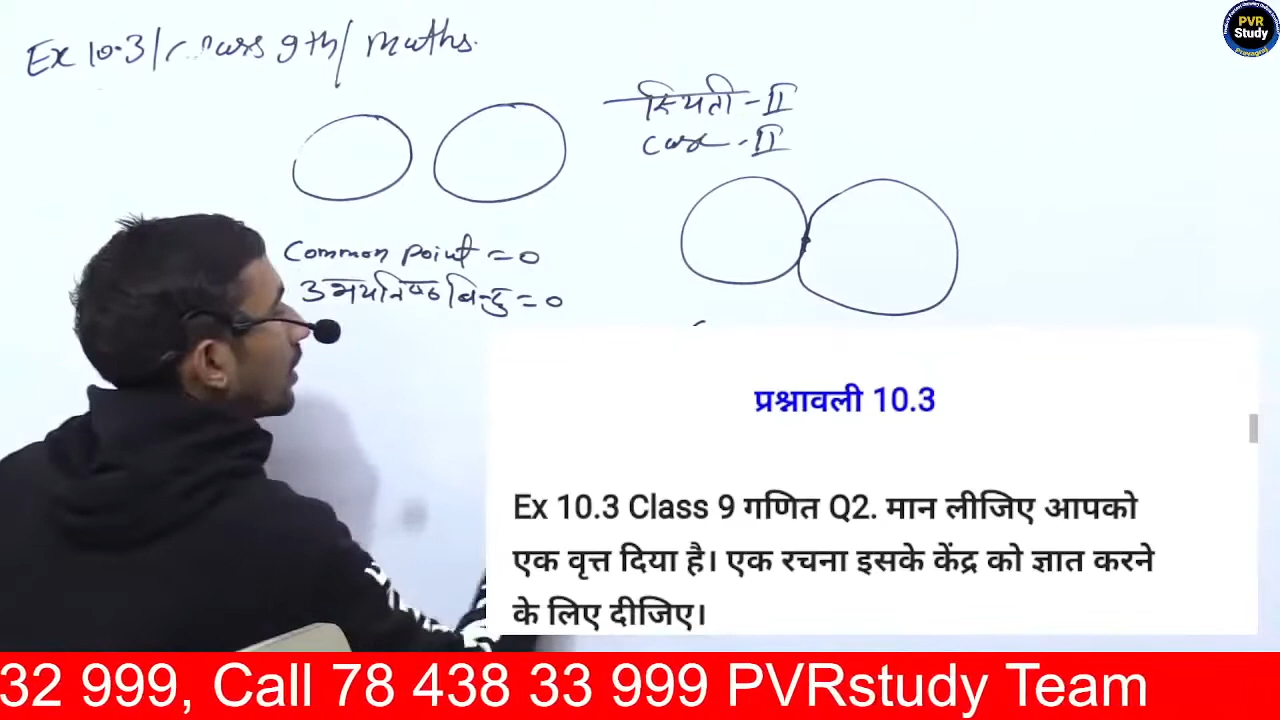 Ex 10.3/Class 9th/Maths.
PVR
Study
Prayagraj
स्थिती-II
Case-II
Common point = 0
उभयनिष्ठ बिन्दु = 0
प्रश्नावली 10.3
Ex 10.3 Class 9 गणित Q2. मान लीजिए आपको
एक वृत्त दिया है। एक रचना इसके केंद्र को ज्ञात करने
के लिए दीजिए।
32 999, Call 78 438 33 999 PVRstudy Team